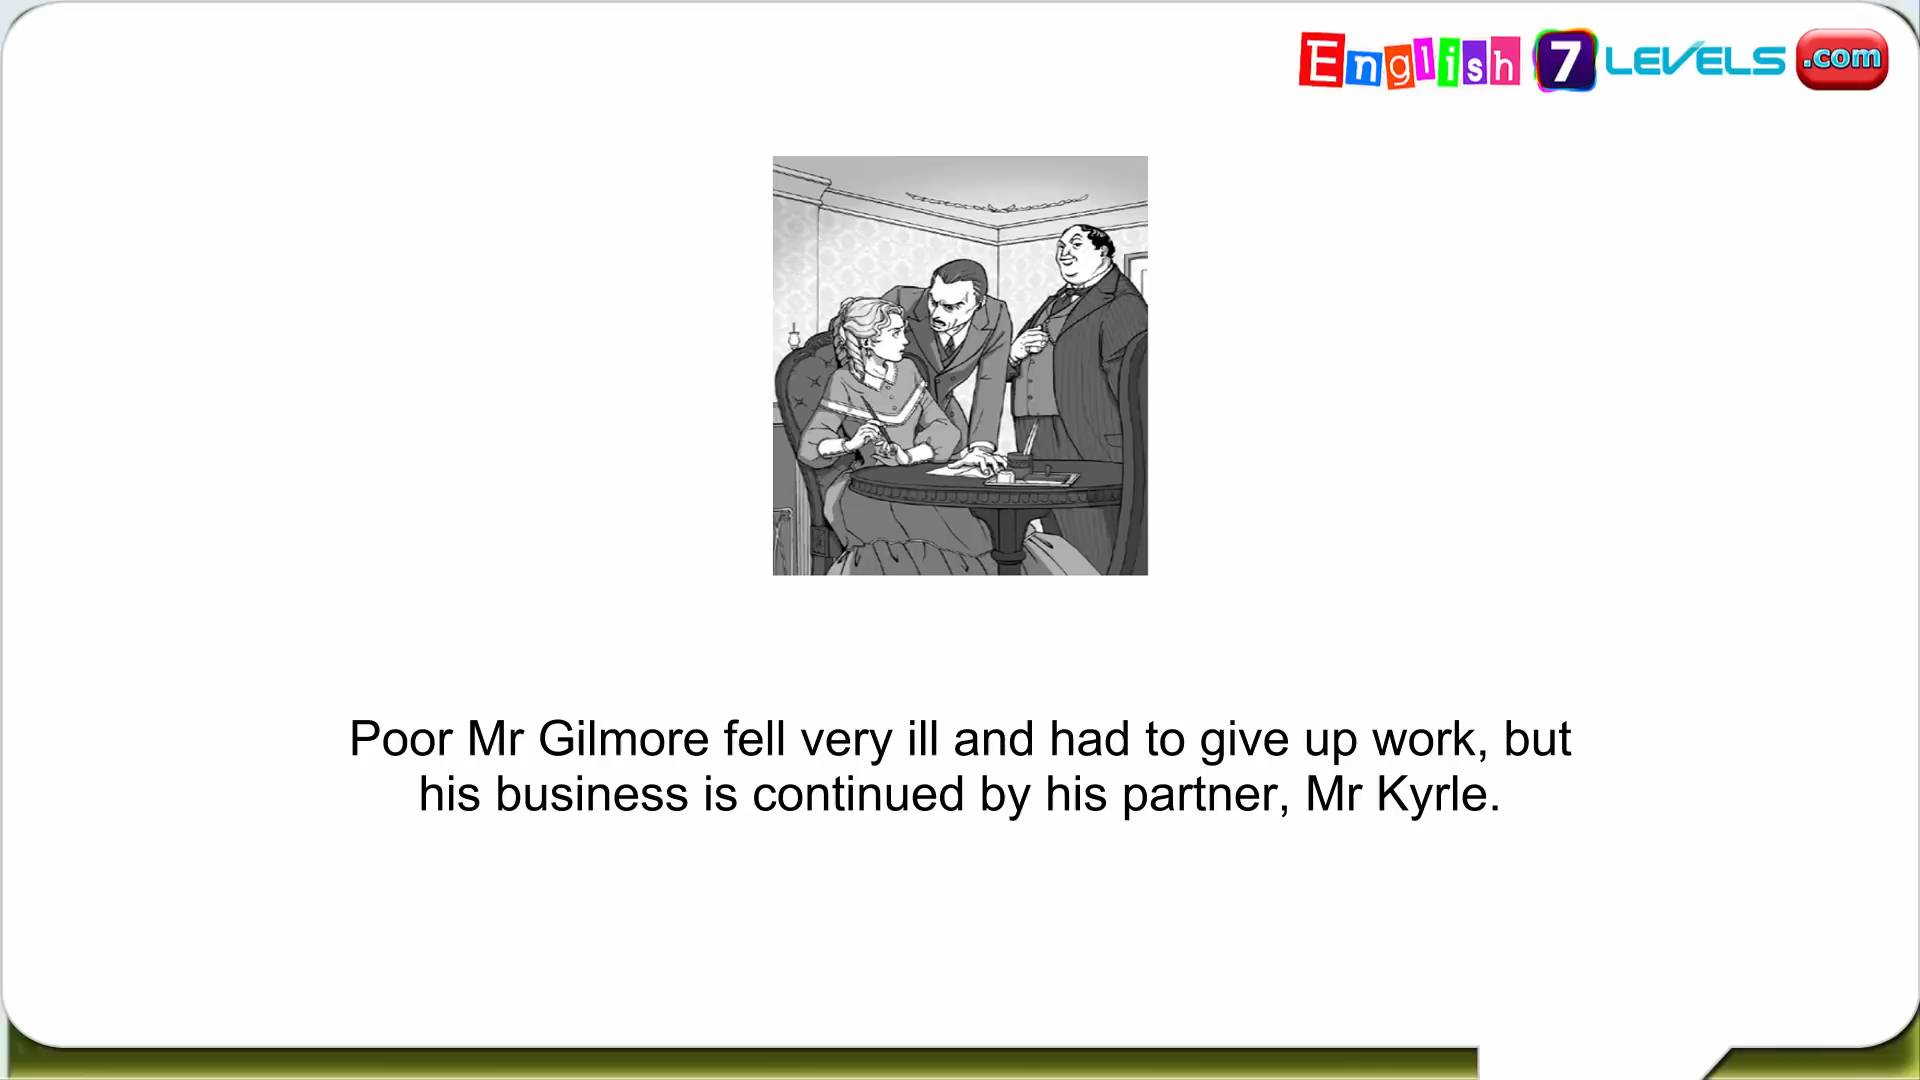 English 7 LEVELS .com
Poor Mr Gilmore fell very ill and had to give up work, but
his business is continued by his partner, Mr Kyrle.